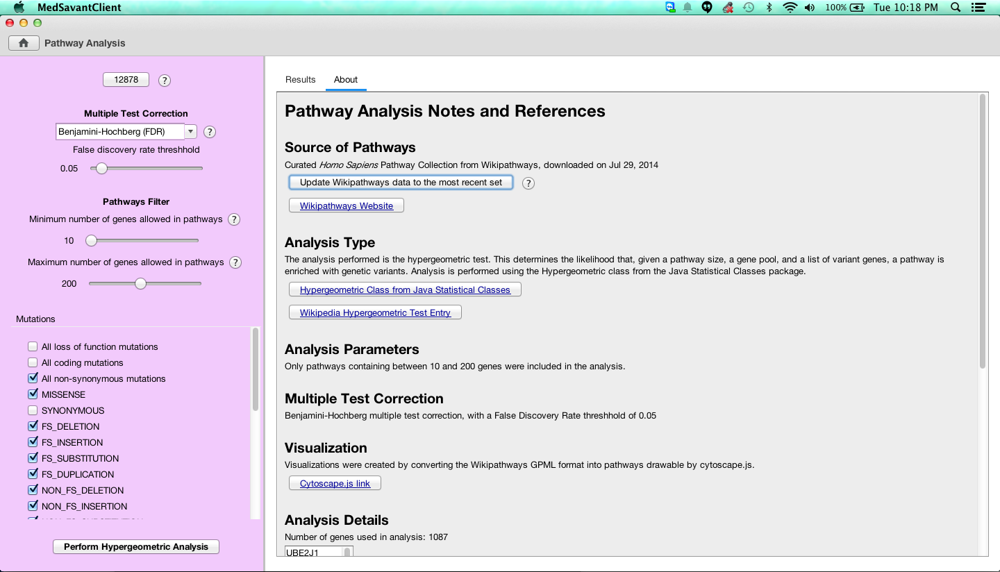 MedSavantClient
100%
Tue 10:18 PM
Pathway Analysis
12878 ?
Multiple Test Correction
Benjamini-Hochberg (FDR) ?
False discovery rate threshhold
0.05
Pathways Filter
Minimum number of genes allowed in pathways ?
10
Maximum number of genes allowed in pathways ?
200
Mutations
All loss of function mutations
All coding mutations
All non-synonymous mutations
MISSENSE
SYNONYMOUS
FS_DELETION
FS_INSERTION
FS_SUBSTITUTION
FS_DUPLICATION
NON_FS_DELETION
NON_FS_INSERTION
Perform Hypergeometric Analysis
Results About
Pathway Analysis Notes and References
Source of Pathways
Curated Homo Sapiens Pathway Collection from Wikipathways, downloaded on Jul 29, 2014
Update Wikipathways data to the most recent set ?
Wikipathways Website
Analysis Type
The analysis performed is the hypergeometric test. This determines the likelihood that, given a pathway size, a gene pool, and a list of variant genes, a pathway is
enriched with genetic variants. Analysis is performed using the Hypergeometric class from the Java Statistical Classes package.
Hypergeometric Class from Java Statistical Classes
Wikipedia Hypergeometric Test Entry
Analysis Parameters
Only pathways containing between 10 and 200 genes were included in the analysis.
Multiple Test Correction
Benjamini-Hochberg multiple test correction, with a False Discovery Rate threshhold of 0.05
Visualization
Visualizations were created by converting the Wikipathways GPML format into pathways drawable by cytoscape.js.
Cytoscape.js link
Analysis Details
Number of genes used in analysis: 1087
UBE2J1